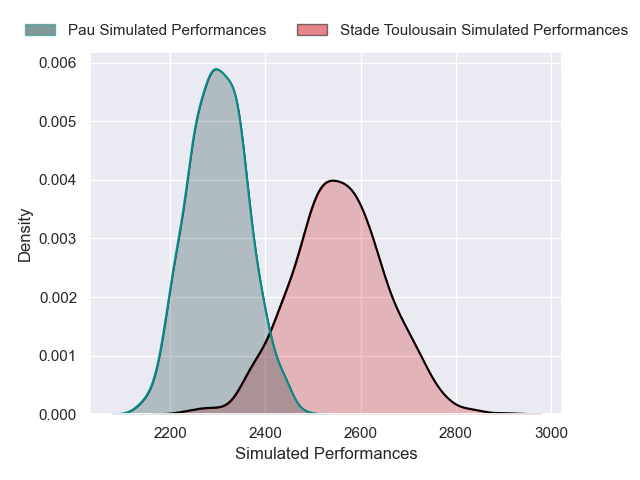 Pau Simulated Performances Stade Toulousain Simulated Performances
0.006
0.005
0.004
0.003
0.002
0.001
0.000
Density
2200 2400 2600 2800 3000
Simulated Performances